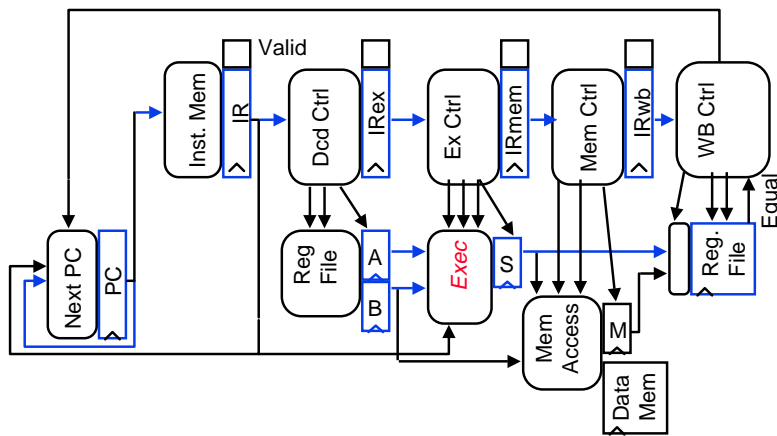 Valid
Inst. Mem
IR
Dcd Ctrl
IRex
Ex Ctrl
IRmem
Mem Ctrl
IRwb
WB Ctrl
Equal
Next PC
PC
Reg
File
A
B
Exec
S
Mem
Access
M
Data
Mem
Reg.
File